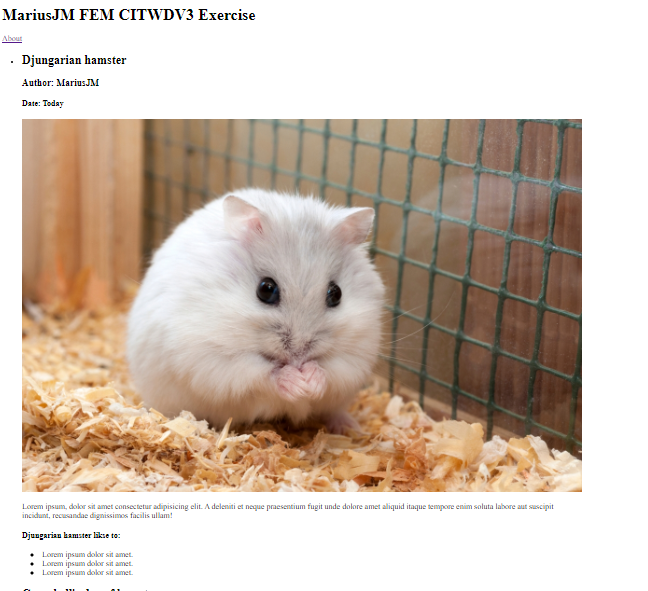 MariusJM FEM CITWDV3 Exercise
About
Djungarian hamster
Author: MariusJM
Date: Today
Lorem ipsum, dolor sit amet consectetur adipisicing elit. A deleniti et neque praesentium fugit unde dolore amet aliquid itaque tempore enim soluta labore aut suscipit
incidunt, recusandae dignissimos facilis ullam!
Djungarian hamster likse to:
Lorem ipsum dolor sit amet.
Lorem ipsum dolor sit amet.
Lorem ipsum dolor sit amet.